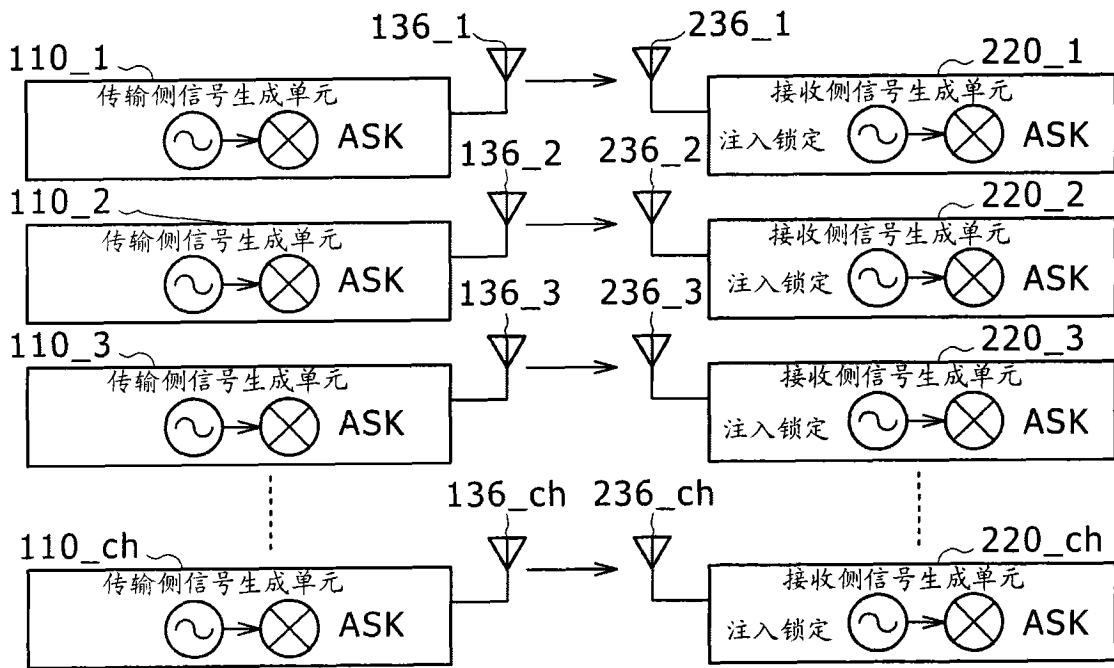 136_1 236_1
110_1 220_1
传输侧信号生成单元 接收侧信号生成单元
ASK 注入锁定 ASK
136_2 236_2
110_2 220_2
传输侧信号生成单元 接收侧信号生成单元
ASK 注入锁定 ASK
136_3 236_3
110_3 220_3
传输侧信号生成单元 接收侧信号生成单元
ASK 注入锁定 ASK
136_ch 236_ch
110_ch 220_ch
传输侧信号生成单元 接收侧信号生成单元
ASK 注入锁定 ASK